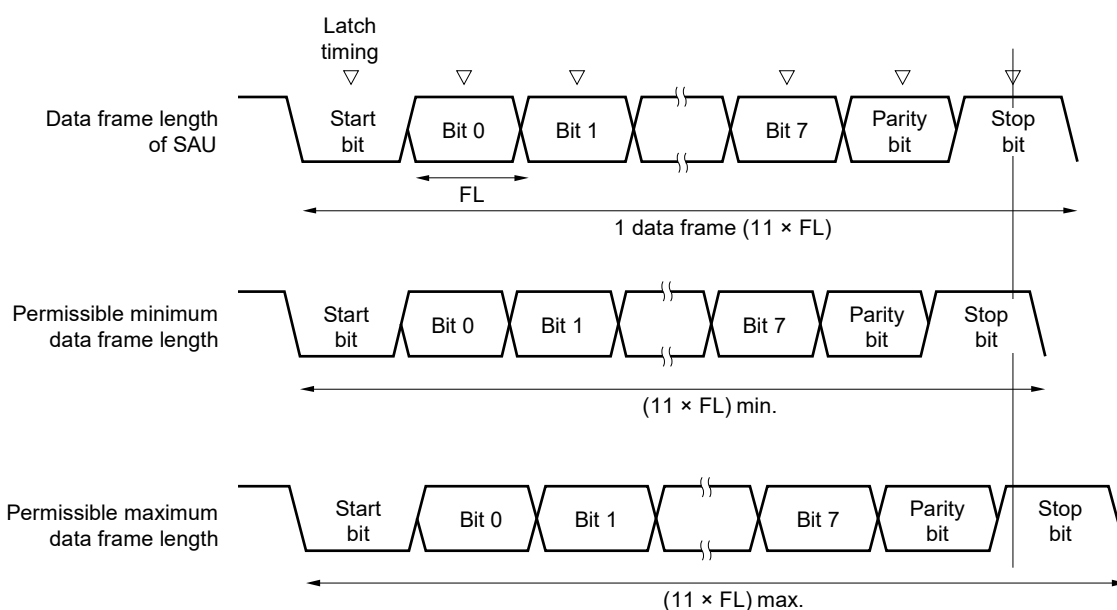 Latch
timing
Data frame length
of SAU
Start
bit
Bit 0
Bit 1
Bit 7
Parity
bit
Stop
bit
FL
1 data frame (11 × FL)
Permissible minimum
data frame length
Start
bit
Bit 0
Bit 1
Bit 7
Parity
bit
Stop
bit
(11 × FL) min.
Permissible maximum
data frame length
Start
bit
Bit 0
Bit 1
Bit 7
Parity
bit
Stop
bit
(11 × FL) max.